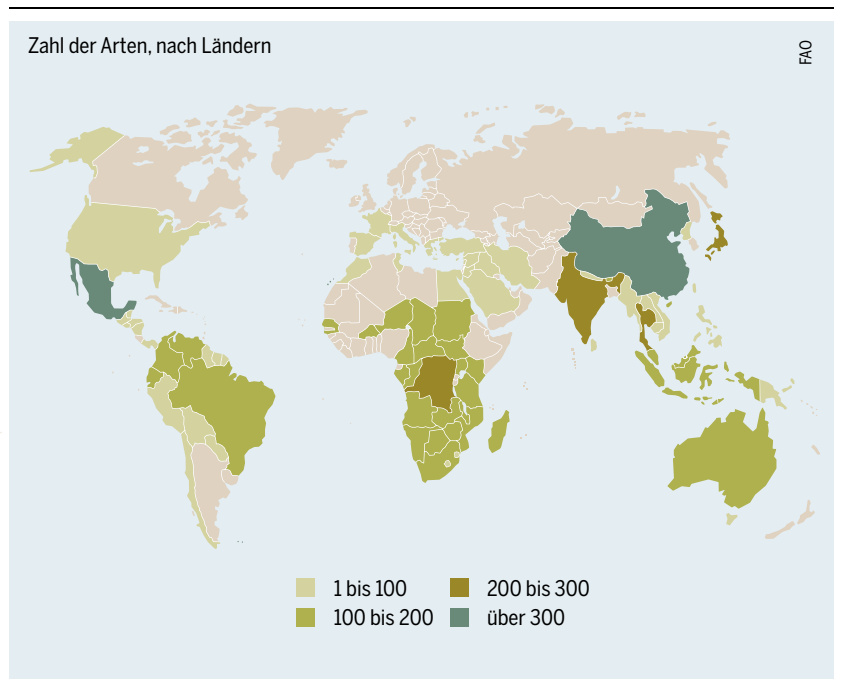 Zahl der Arten, nach Ländern
FAO
1 bis 100
200 bis 300
100 bis 200
über 300